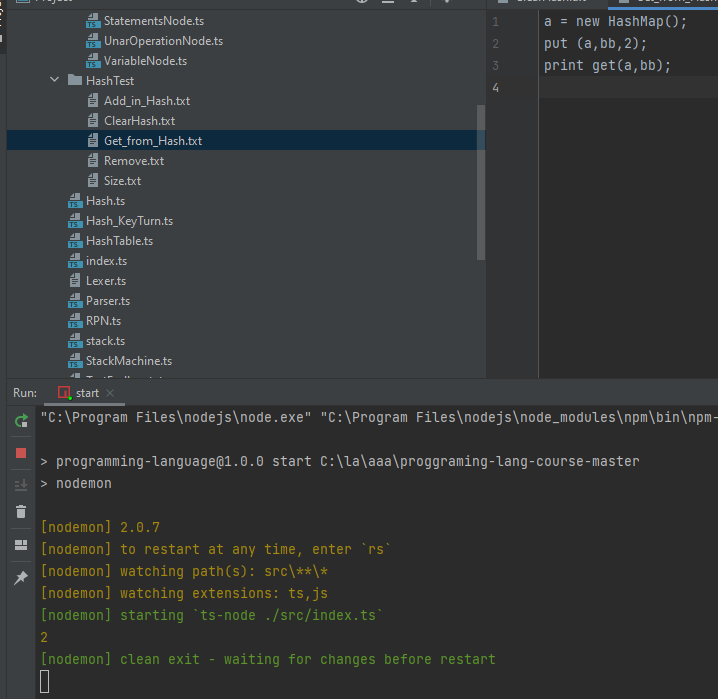 Project
StatementsNode.ts
UnarOperationNode.ts
VariableNode.ts
HashTest
Add_in_Hash.txt
ClearHash.txt
Get_from_Hash.txt
Remove.txt
Size.txt
Hash.ts
Hash_KeyTurn.ts
HashTable.ts
index.ts
Lexer.ts
Parser.ts
RPN.ts
stack.ts
StackMachine.ts
1 a = new HashMap();
2 put (a,bb,2);
3 print get(a,bb);
4
Run: start
"C:\Program Files\nodejs\node.exe" "C:\Program Files\nodejs\node_modules\npm\bin\npm-
> programming-language@1.0.0 start C:\la\aaa\proggraming-lang-course-master
> nodemon
[nodemon] 2.0.7
[nodemon] to restart at any time, enter `rs`
[nodemon] watching path(s): src\**\*
[nodemon] watching extensions: ts,js
[nodemon] starting `ts-node ./src/index.ts`
2
[nodemon] clean exit - waiting for changes before restart